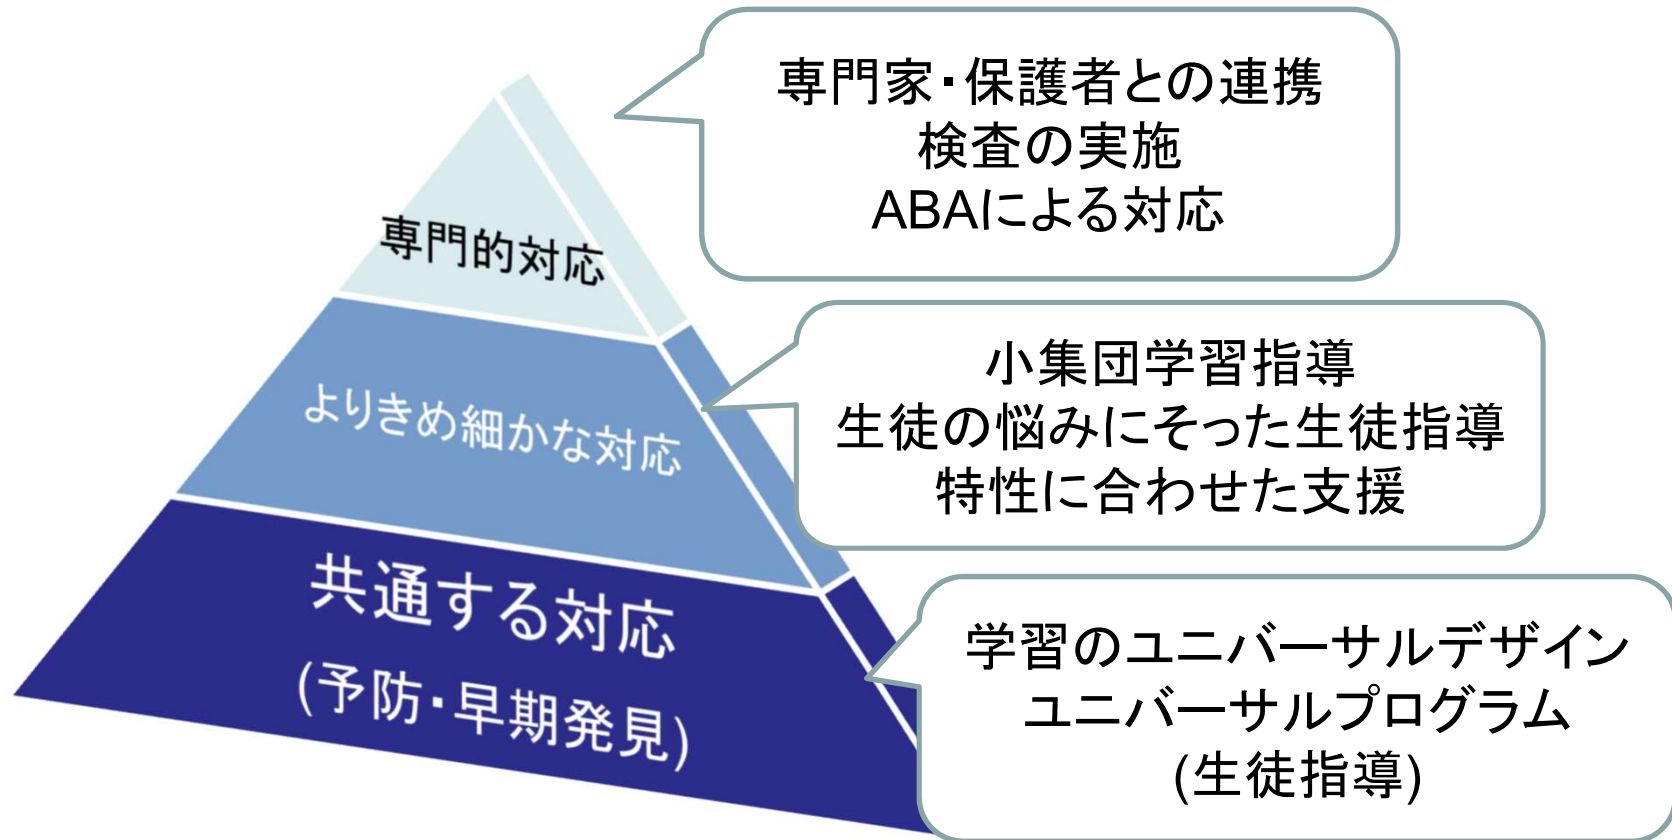 専門家・保護者との連携
検査の実施
ABAによる対応
専門的対応
小集団学習指導
生徒の悩みにそった生徒指導
特性に合わせた支援
よりきめ細かな対応
共通する対応
(予防・早期発見)
学習のユニバーサルデザイン
ユニバーサルプログラム
(生徒指導)